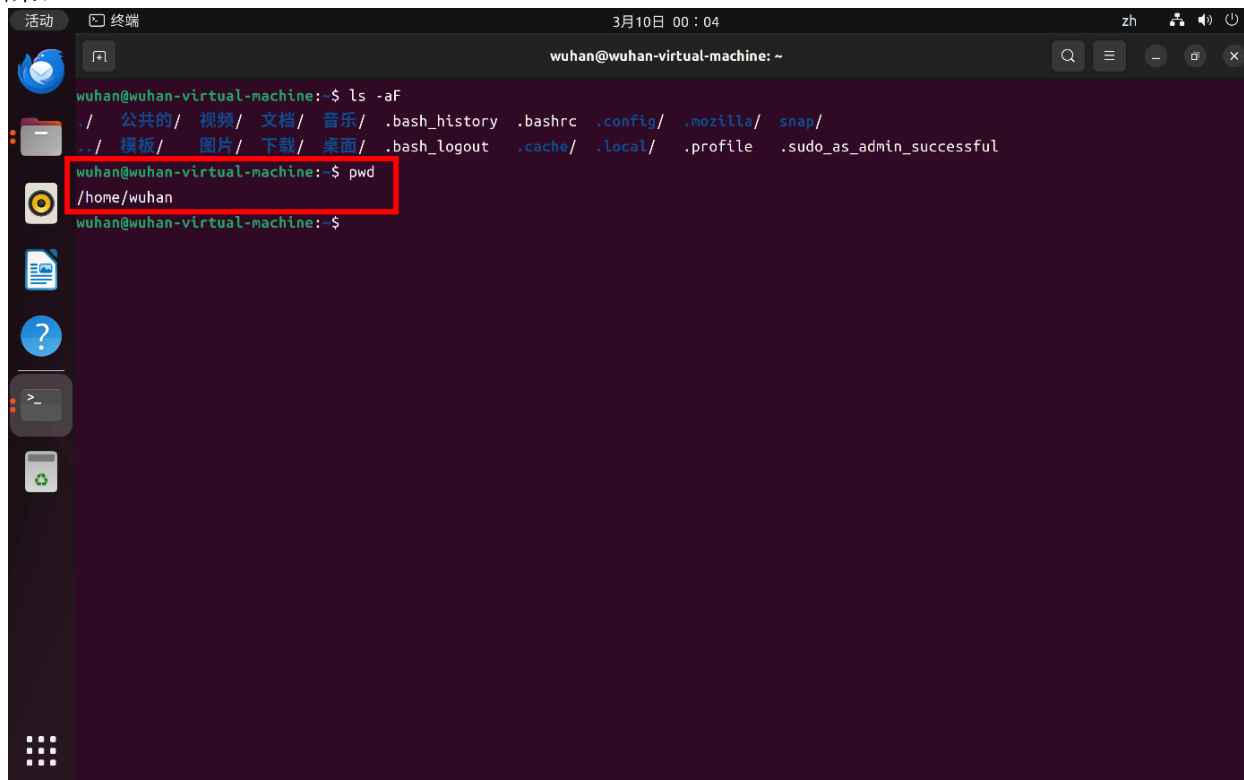 活动 终端 3月10日 00：04 zh
wuhan@wuhan-virtual-machine: ~
wuhan@wuhan-virtual-machine:~$ ls -aF
./ 公共的/ 视频/ 文档/ 音乐/ .bash_history .bashrc .config/ .mozilla/ snap/
../ 模板/ 图片/ 下载/ 桌面/ .bash_logout .cache/ .local/ .profile .sudo_as_admin_successful
wuhan@wuhan-virtual-machine:~$ pwd
/home/wuhan
wuhan@wuhan-virtual-machine:~$